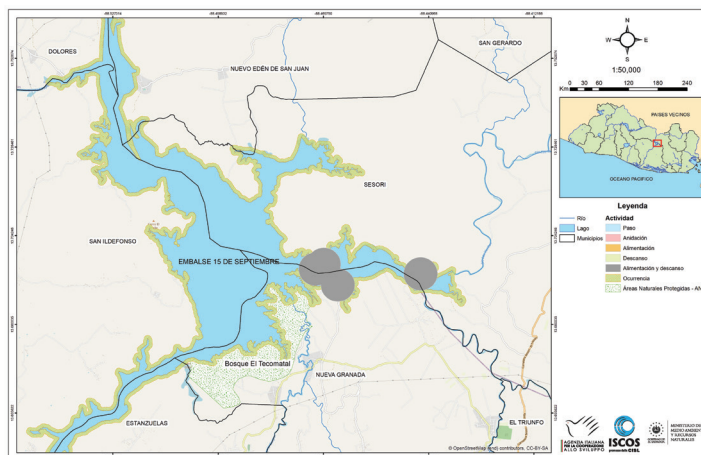 DOLORES
NUEVO EDÉN DE SAN JUAN
SAN GERARDO
SESORI
SAN ILDEFONSO
EMBALSE 15 DE SEPTIEMBRE
Bosque El Tecomatal
NUEVA GRANADA
ESTANZUELAS
EL TRIUNFO
© OpenStreetMap (and) contributors, CC-BY-SA
N
W
E
S
1:50,000
Km
0
60
120
180
240
PAISES VECINOS
OCEANO PACIFICO
Leyenda
Río
Lago
Municipios
Actividad
Paso
Anidación
Alimentación
Descanso
Alimentación y descanso
Ocurrencia
Áreas Naturales Protegidas - AN
AGENZIA ITALIANA
PER LA COOPERAZIONE
ALLO SVILUPPO
ISCOS
MINISTERIO DE
MEDIO AMBIENTE
Y RECURSOS
NATURALES